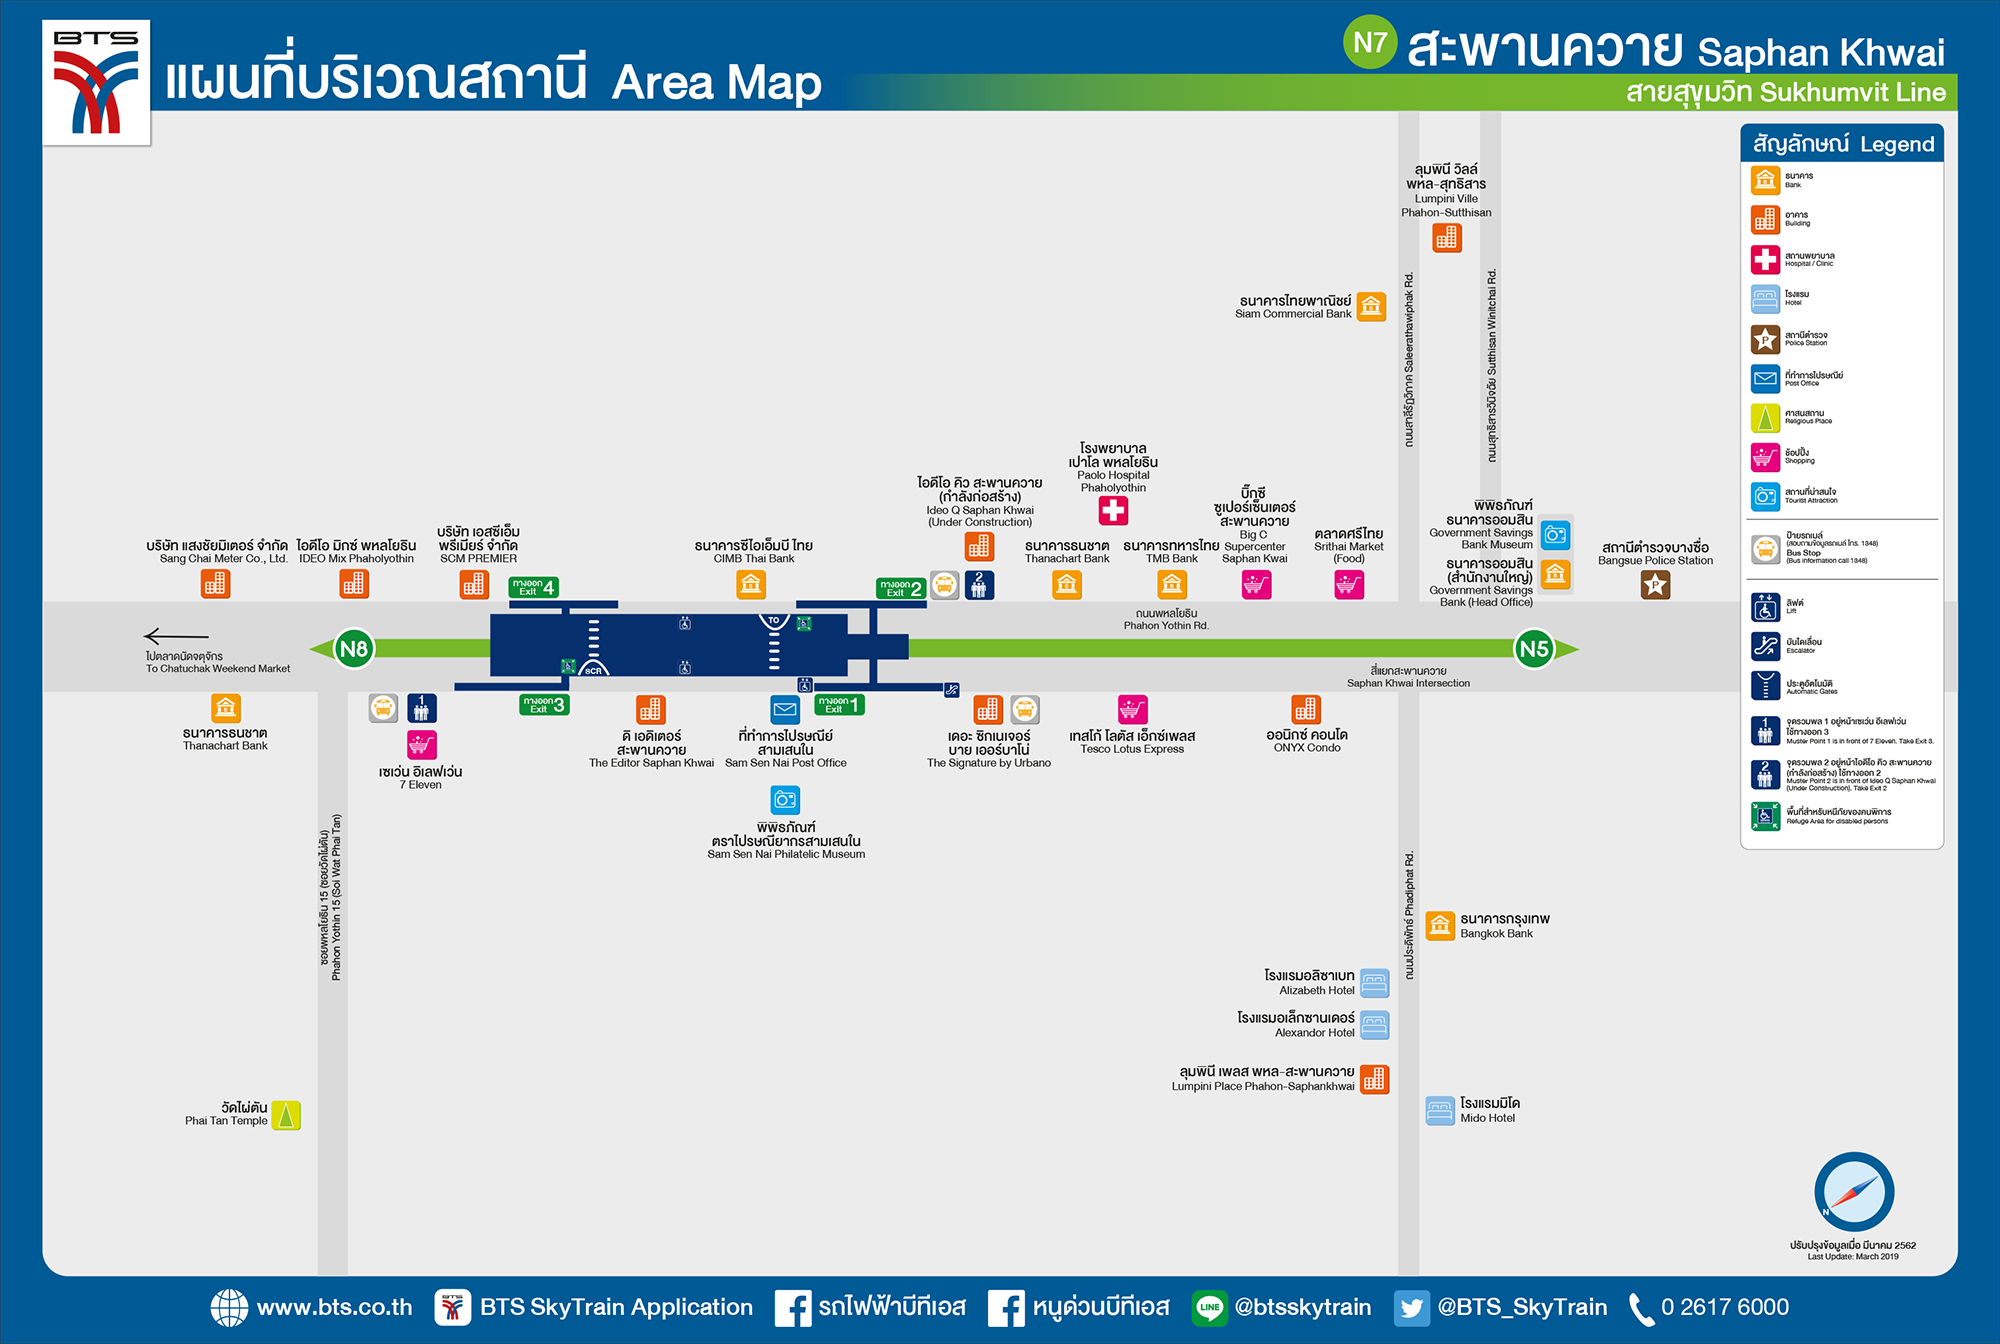 BTS
แผนที่บริเวณสถานี Area Map
N7 สะพานควาย Saphan Khwai
สายสุขุมวิท Sukhumvit Line
ลุมพินี วิลล์
พหล-สุทธิสาร
Lumpini Ville
Phahon-Sutthisan
ธนาคารไทยพาณิชย์
Siam Commercial Bank
ถนนสาลีรัฐวิภาค Saleerathawiphak Rd.
ถนนสุทธิสารวินิจฉัย Sutthisan Winitchai Rd.
บริษัท แสงชัยมิเตอร์ จำกัด
Sang Chai Meter Co., Ltd.
ไอดีโอ มิกซ์ พหลโยธิน
IDEO Mix Phaholyothin
บริษัท เอสซีเอ็ม
พรีเมียร์ จำกัด
SCM PREMIER
ทางออก
Exit 4
ธนาคารซีไอเอ็มบี ไทย
CIMB Thai Bank
ทางออก
Exit 2
2
ไอดีโอ คิว สะพานควาย
(กำลังก่อสร้าง)
Ideo Q Saphan Khwai
(Under Construction)
โรงพยาบาล
เปาโล พหลโยธิน
Paolo Hospital
Phaholyothin
ธนาคารธนชาต
Thanachart Bank
ธนาคารทหารไทย
TMB Bank
บิ๊กซี
ซูเปอร์เซ็นเตอร์
สะพานควาย
Big C
Supercenter
Saphan Kwai
ตลาดศรีไทย
Srithai Market
(Food)
พิพิธภัณฑ์
ธนาคารออมสิน
Government Savings
Bank Museum
ธนาคารออมสิน
(สำนักงานใหญ่)
Government Savings
Bank (Head Office)
สถานีตำรวจบางซื่อ
Bangsue Police Station
P
ถนนพหลโยธิน
Phahon Yothin Rd.
ไปตลาดนัดจตุจักร
To Chatuchak Weekend Market
N8
SCR
TO
N5
สี่แยกสะพานควาย
Saphan Khwai Intersection
ธนาคารธนชาต
Thanachart Bank
1
เซเว่น อีเลฟเว่น
7 Eleven
ทางออก
Exit 3
ดิ เอดิเตอร์
สะพานควาย
The Editor Saphan Khwai
ที่ทำการไปรษณีย์
สามเสนใน
Sam Sen Nai Post Office
ทางออก
Exit 1
พิพิธภัณฑ์
ตราไปรษณียากรสามเสนใน
Sam Sen Nai Philatelic Museum
เดอะ ซิกเนเจอร์
บาย เออร์บาโน่
The Signature by Urbano
เทสโก้ โลตัส เอ็กซ์เพลส
Tesco Lotus Express
ออนิกซ์ คอนโด
ONYX Condo
ซอยพหลโยธิน 15 (ซอยวัดไผ่ตัน)
Phahon Yothin 15 (Soi Wat Phai Tan)
วัดไผ่ตัน
Phai Tan Temple
ถนนประดิพัทธ์ Phadiphat Rd.
ธนาคารกรุงเทพ
Bangkok Bank
โรงแรมอลิซาเบท
Alizabeth Hotel
โรงแรมอเล็กซานเดอร์
Alexandor Hotel
ลุมพินี เพลส พหล-สะพานควาย
Lumpini Place Phahon-Saphankhwai
โรงแรมมิโด
Mido Hotel
สัญลักษณ์ Legend
ธนาคาร
Bank
อาคาร
Building
สถานพยาบาล
Hospital / Clinic
โรงแรม
Hotel
P
สถานีตำรวจ
Police Station
ที่ทำการไปรษณีย์
Post Office
ศาสนสถาน
Religious Place
ช้อปปิ้ง
Shopping
สถานที่น่าสนใจ
Tourist Attraction
ป้ายรถเมล์
(สอบถามข้อมูลรถเมล์ โทร. 1348)
Bus Stop
(Bus information call 1348)
ลิฟต์
Lift
บันไดเลื่อน
Escalator
ประตูอัตโนมัติ
Automatic Gates
1
จุดรวมพล 1 อยู่หน้าเซเว่น อีเลฟเว่น
ใช้ทางออก 3
Muster Point 1 is in front of 7 Eleven. Take Exit 3.
2
จุดรวมพล 2 อยู่หน้าไอดีโอ คิว สะพานควาย
(กำลังก่อสร้าง) ใช้ทางออก 2
Muster Point 2 is in front of Ideo Q Saphan Khwai
(Under Construction). Take Exit 2
พื้นที่สำหรับหนีภัยของคนพิการ
Refuge Area for disabled persons
N
ปรับปรุงข้อมูลเมื่อ มีนาคม 2562
Last Update: March 2019
www.bts.co.th
BTS
BTS SkyTrain Application
รถไฟฟ้าบีทีเอส
หนูด่วนบีทีเอส
LINE
@btsskytrain
@BTS_SkyTrain
0 2617 6000